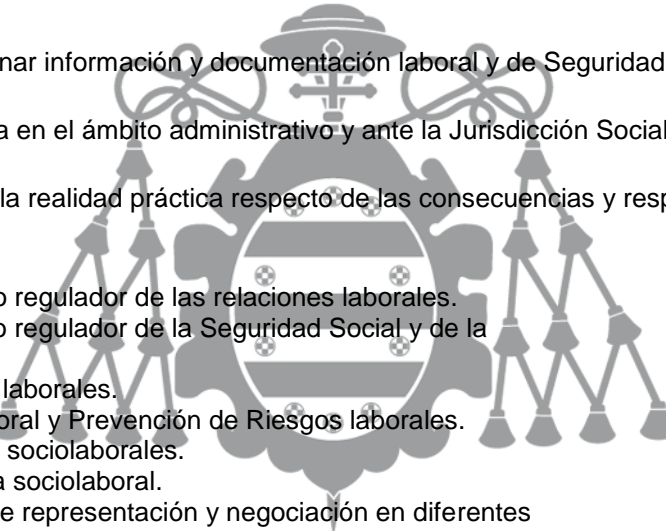 nar información y documentación laboral y de Seguridad
a en el ámbito administrativo y ante la Jurisdicción Social
la realidad práctica respecto de las consecuencias y resp
o regulador de las relaciones laborales.
o regulador de la Seguridad Social y de la
laborales.
oral y Prevención de Riesgos laborales.
sociolaborales.
a sociolaboral.
e representación y negociación en diferentes